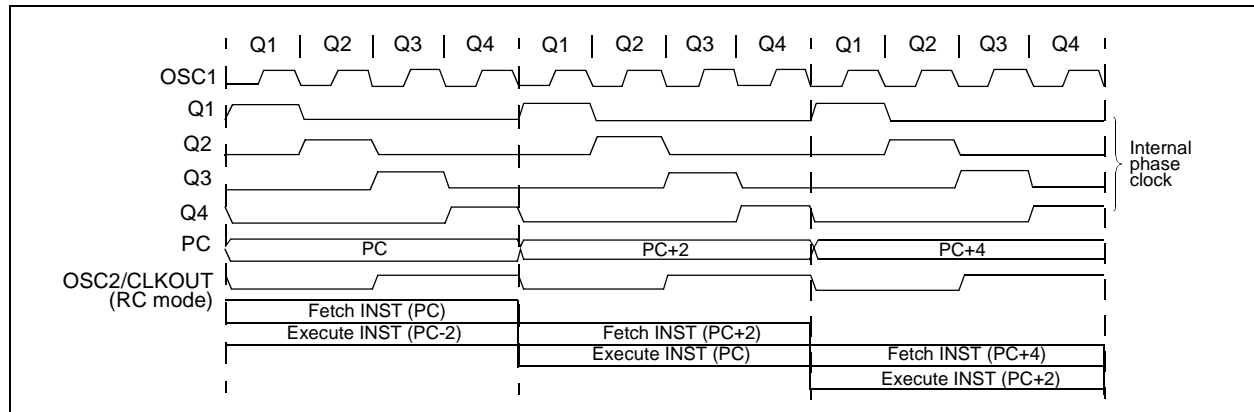 Q1 Q2 Q3 Q4 Q1 Q2 Q3 Q4 Q1 Q2 Q3 Q4
OSC1
Q1
Q2
Q3
Q4
Internal
phase
clock
PC PC PC+2 PC+4
OSC2/CLKOUT
(RC mode)
Fetch INST (PC)
Execute INST (PC-2) Fetch INST (PC+2)
Execute INST (PC) Fetch INST (PC+4)
Execute INST (PC+2)